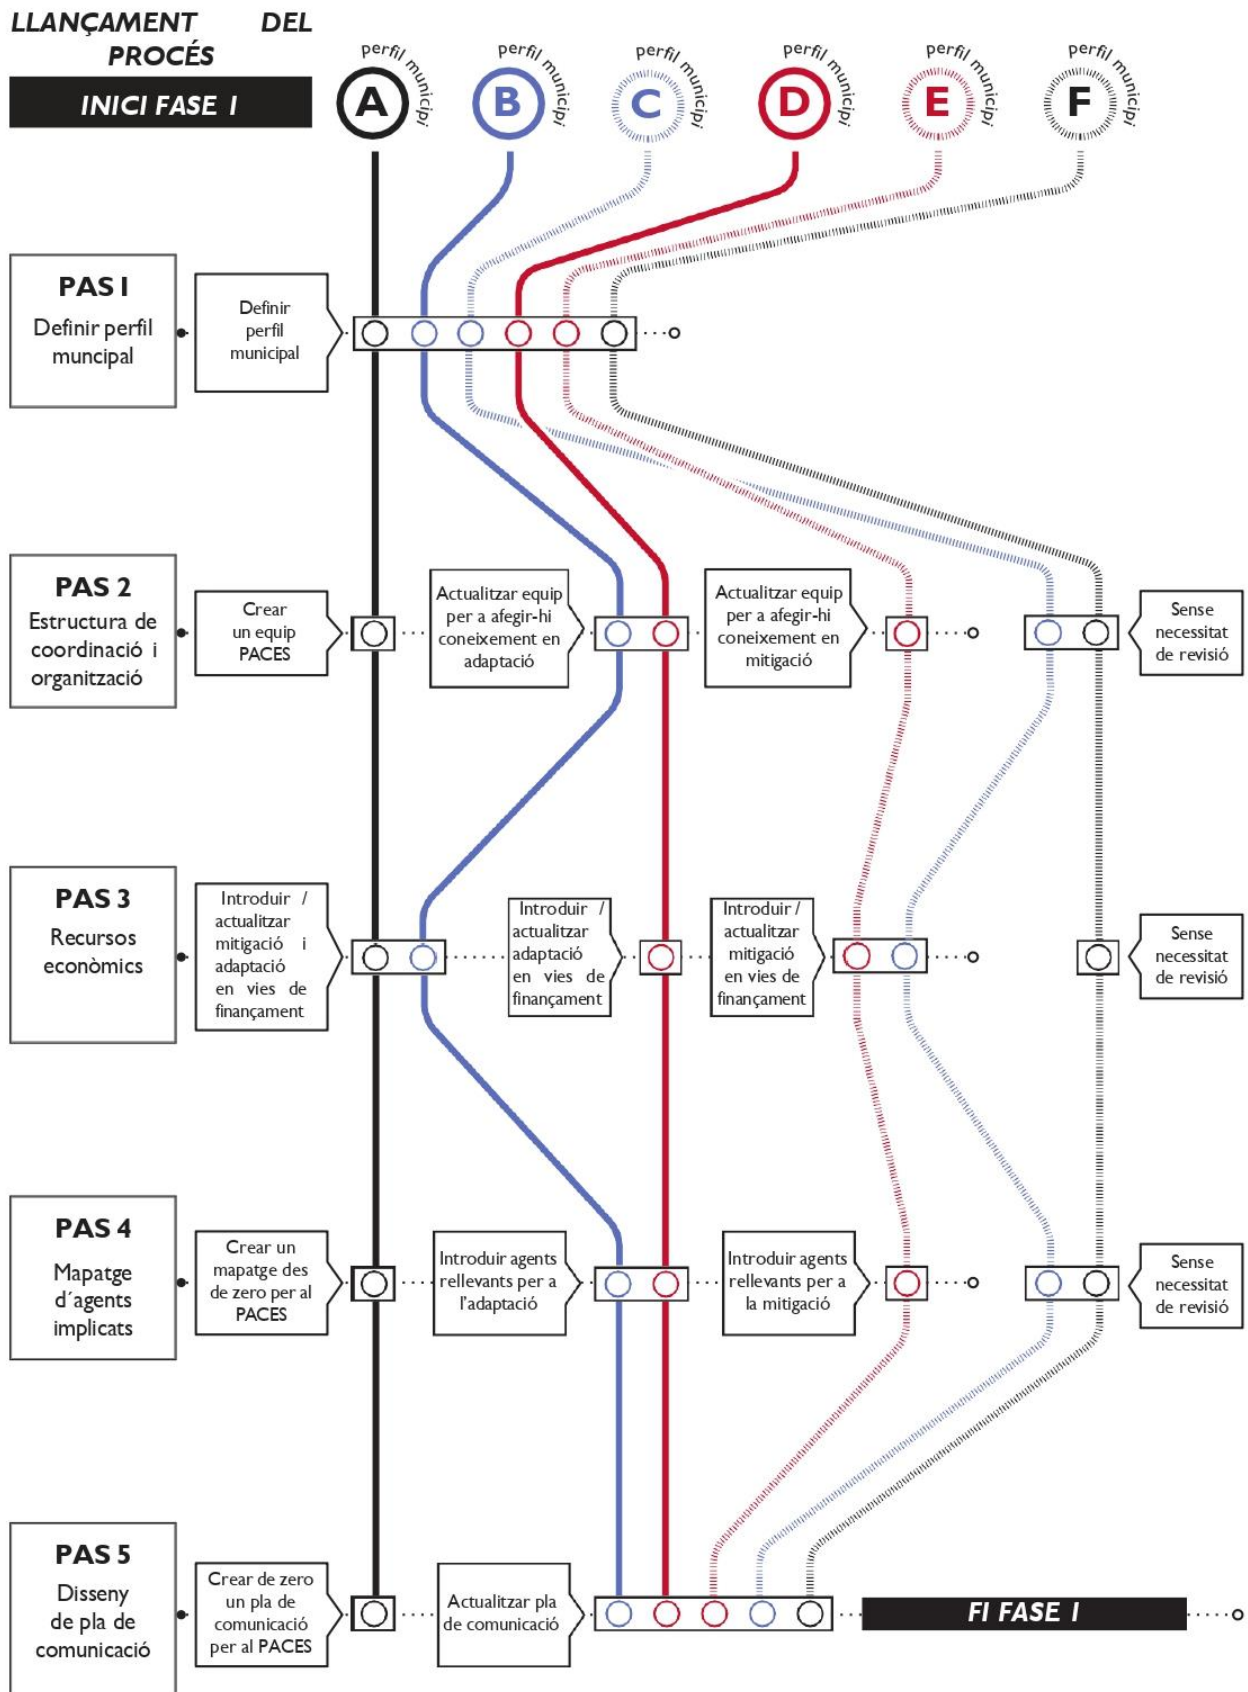 LLANÇAMENT DEL
PROCÉS
INICI FASE I
perfil municipi
A
perfil municipi
B
perfil municipi
C
perfil municipi
D
perfil municipi
E
perfil municipi
F
PAS I
Definir perfil
muncipal
Definir
perfil
municipal
PAS 2
Estructura de
coordinació i
organització
Crear
un equip
PACES
Actualitzar equip
per a afegir-hi
coneixement en
adaptació
Actualitzar equip
per a afegir-hi
coneixement en
mitigació
Sense
necessitat
de revisió
PAS 3
Recursos
econòmics
Introduir /
actualitzar
mitigació i
adaptació
en vies de
finançament
Introduir /
actualitzar
adaptació
en vies de
finançament
Introduir /
actualitzar
mitigació
en vies de
finançament
Sense
necessitat
de revisió
PAS 4
Mapatge
d´agents
implicats
Crear un
mapatge des
de zero per al
PACES
Introduir agents
rellevants per a
l'adaptació
Introduir agents
rellevants per a
la mitigació
Sense
necessitat
de revisió
PAS 5
Disseny
de pla de
comunicació
Crear de zero
un pla de
comunicació
per al PACES
Actualitzar pla
de comunicació
FI FASE I